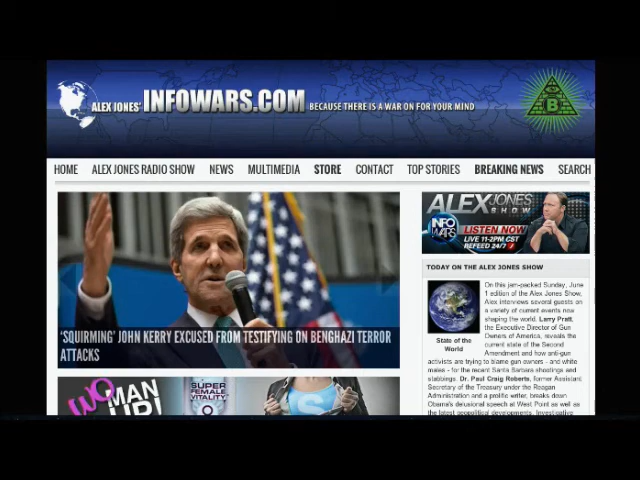 ALEX JONES' INFOWARS.COM BECAUSE THERE IS A WAR ON FOR YOUR MIND
B
HOME ALEX JONES RADIO SHOW NEWS MULTIMEDIA STORE CONTACT TOP STORIES BREAKING NEWS SEARCH
ALEX JONES
SHOW
INFO
WARS
LISTEN NOW
LIVE 11-2PM CST
REFEED 24/7
'SQUIRMING' JOHN KERRY EXCUSED FROM TESTIFYING ON BENGHAZI TERROR
ATTACKS
WOMAN
UP!
SUPER
FEMALE
VITALITY
S
TODAY ON THE ALEX JONES SHOW
State of the
World
On this jam-packed Sunday, June
1 edition of the Alex Jones Show,
Alex interviews several guests on
a variety of current events now
shaping the world. Larry Pratt,
the Executive Director of Gun
Owners of America, reveals the
current state of the Second
Amendment and how anti-gun
activists are trying to blame gun owners - and white
males - for the recent Santa Barbara shootings and
stabbings. Dr. Paul Craig Roberts, former Assistant
Secretary of the Treasury under the Reagan
Administration and a prolific writer, breaks down
Obama's delusional speech at West Point as well as
the latest geopolitical developments. Investigative